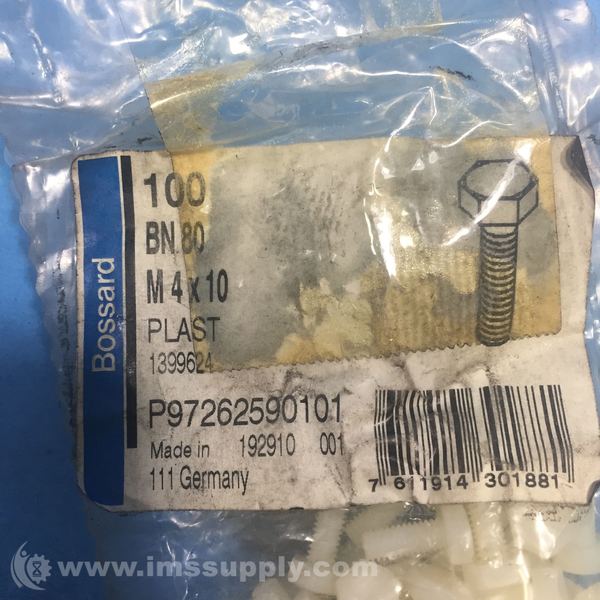 Bossard
100
BN 80
M 4 x 10
PLAST
1399624
P97262590101
Made in 192910 001
111 Germany
7 611914 301881
www.imssupply.com